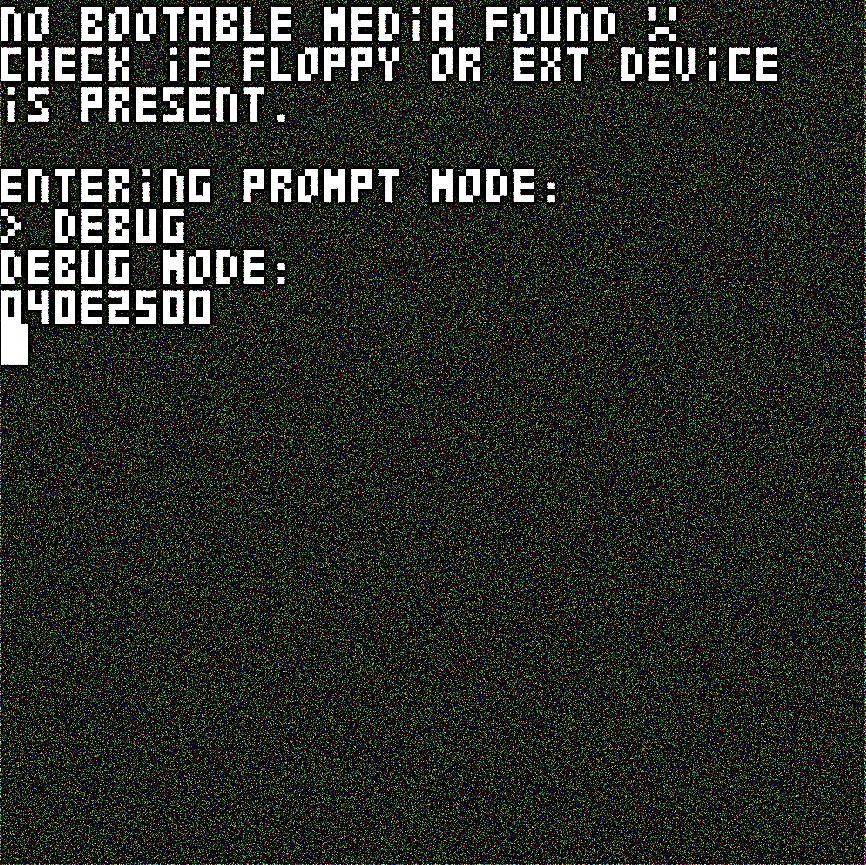 NO BOOTABLE MEDiA FOUND :(
CHECK iF FLOPPY OR EXT DEViCE
iS PRESENT.
ENTERiNG PROMPT MODE:
> DEBUG
DEBUG MODE:
040E2500